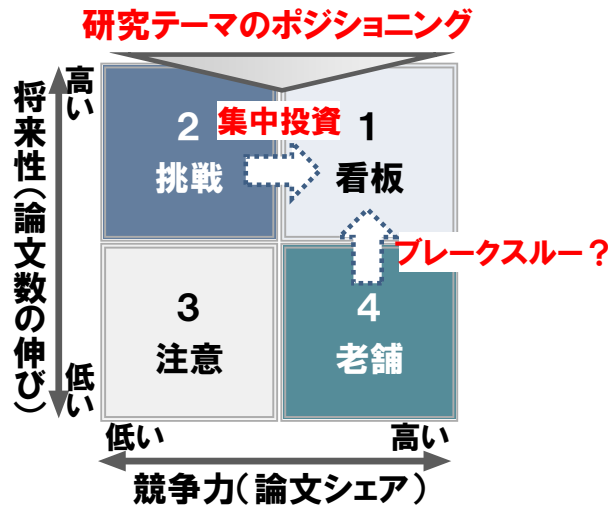 研究テーマのポジショニング
高い
将来性(論文数の伸び)
低い
2
挑戦
集中投資
1
看板
ブレークスルー？
3
注意
4
老舗
低い
高い
競争力(論文シェア)